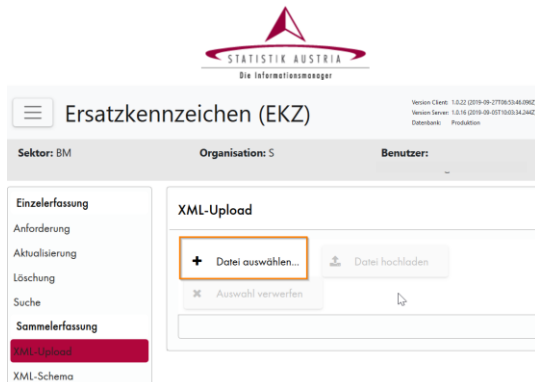 STATISTIK AUSTRIA
Die Informationsmanager
Ersatzkennzeichen (EKZ)
Version Client: 1.0.22 (2019-09-27T06:53:46.096Z)
Version Server: 1.0.16 (2019-09-05T10:03:34.244Z)
Datenbank: Produktion
Sektor: BM Organisation: S Benutzer:
Einzelerfassung
Anforderung
Aktualisierung
Löschung
Suche
Sammelerfassung
XML-Upload
XML-Schema
XML-Upload
Datei auswählen... Datei hochladen
Auswahl verwerfen